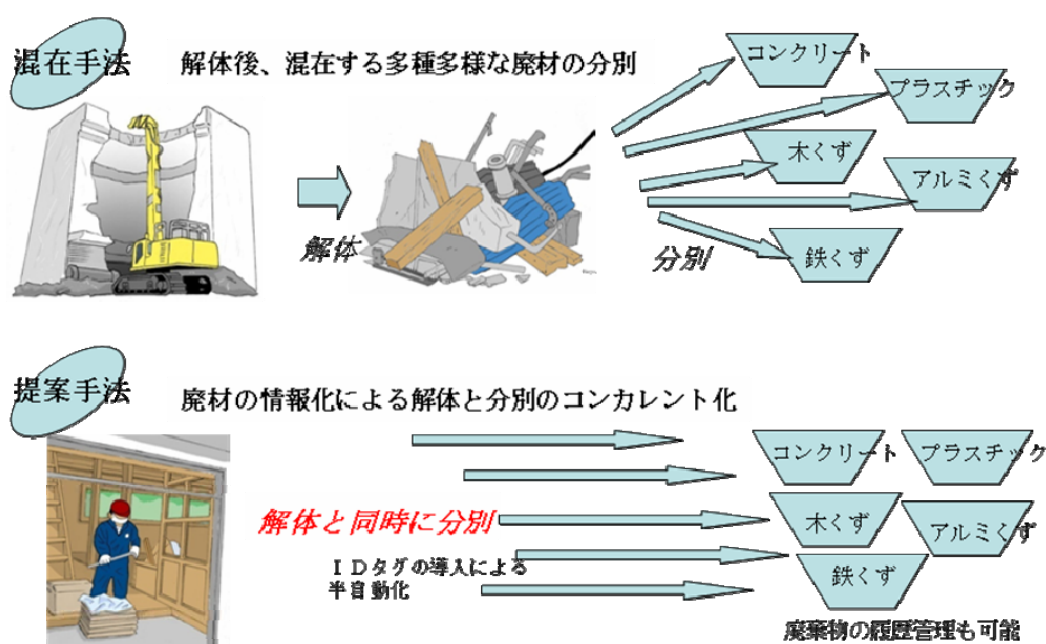 混在手法
解体後、混在する多種多様な廃材の分別
コンクリート
プラスチック
木くず
アルミくず
鉄くず
解体
分別
提案手法
廃材の情報化による解体と分別のコンカレント化
コンクリート
プラスチック
解体と同時に分別
木くず
アルミくず
IDタグの導入による
半自動化
鉄くず
廃棄物の履歴管理も可能